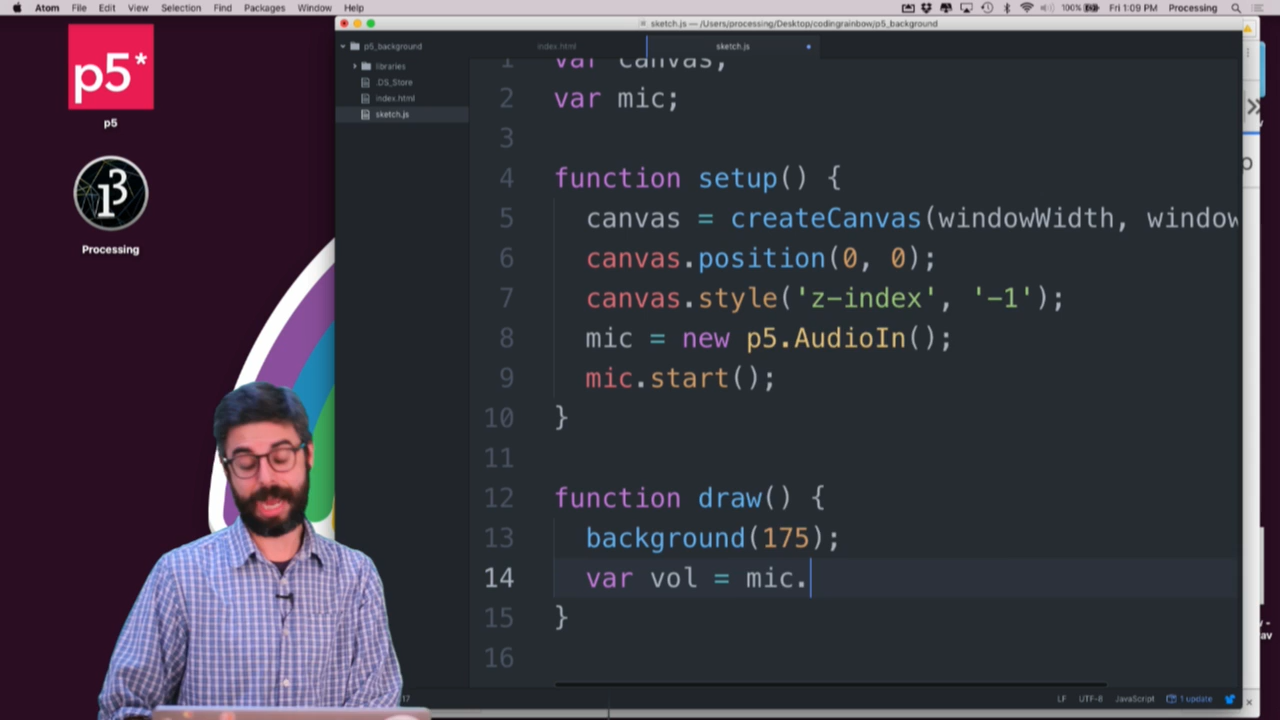 Atom File Edit View Selection Find Packages Window Help 100% Fri 1:09 PM Processing
sketch.js — /Users/processing/Desktop/codingrainbow/p5_background
p5*
p5
Processing
p5_background
libraries
.DS_Store
index.html
sketch.js
index.html sketch.js
1 var canvas;
2 var mic;
3
4 function setup() {
5 canvas = createCanvas(windowWidth, window
6 canvas.position(0, 0);
7 canvas.style('z-index', '-1');
8 mic = new p5.AudioIn();
9 mic.start();
10 }
11
12 function draw() {
13 background(175);
14 var vol = mic.
15 }
16
17 LF UTF-8 JavaScript 1 update